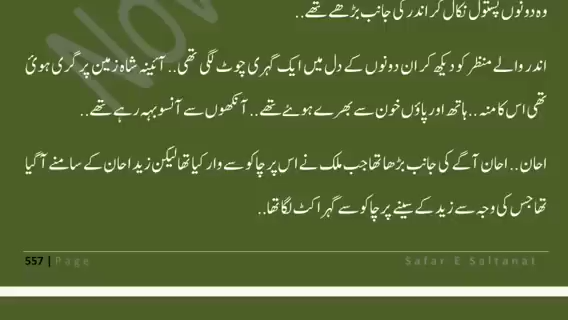 وہ دونوں پستول نکال کر اندر کی جانب بڑھے تھے..
اندر والے منظر کو دیکھ کر ان دونوں کے دل میں ایک گہری چوٹ لگی تھی.. آئینہ شاہ زمین پر گری ہوئ
تھی اس کا منہ.. ہاتھ اور پاؤں خون سے بھرے ہوئے تھے.. آنکھوں سے آنسو بہہ رہے تھے..
احان.. احان آگے کی جانب بڑھا تھا جب ملک نے اس پر چاکو سے وار کیا تھا لیکن زید احان کے سامنے آ گیا
تھا جس کی وجہ سے زید کے سینے پر چاکو سے گہرا کٹ لگا تھا..
557 | Page
Safar E Saltanat